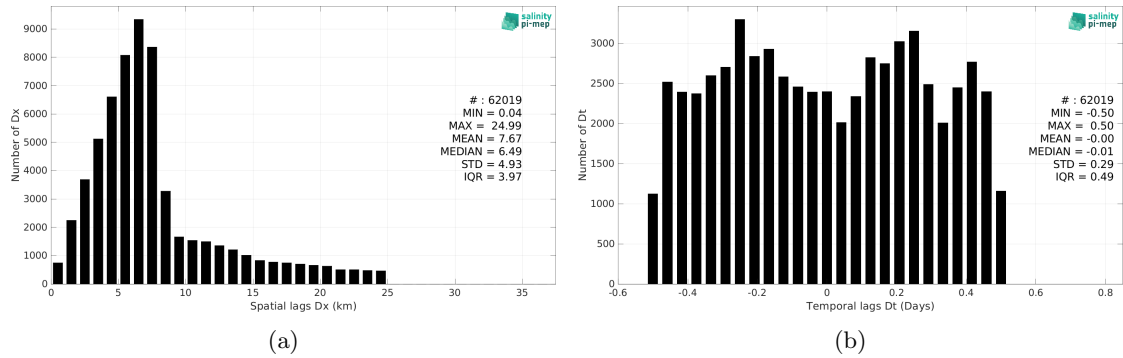 9000
8000
7000
6000
5000
4000
3000
2000
1000
0
Number of Dx
0 5 10 15 20 25 30 35
Spatial lags Dx (km)
salinity
pi-mep
# : 62019
MIN = 0.04
MAX = 24.99
MEAN = 7.67
MEDIAN = 6.49
STD = 4.93
IQR = 3.97
(a)
3000
2500
2000
1500
1000
500
0
Number of Dt
-0.6 -0.4 -0.2 0 0.2 0.4 0.6 0.8
Temporal lags Dt (Days)
salinity
pi-mep
# : 62019
MIN = -0.50
MAX = 0.50
MEAN = -0.00
MEDIAN = -0.01
STD = 0.29
IQR = 0.49
(b)